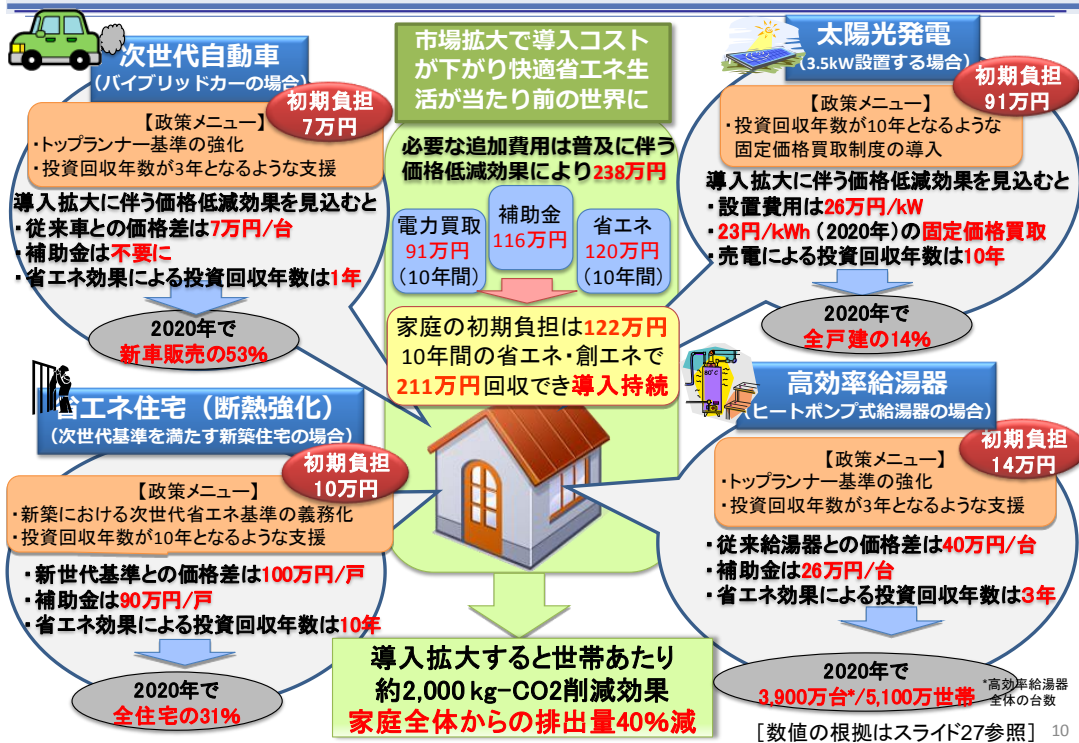 次世代自動車
(バイブリッドカーの場合)
初期負担
7万円
【政策メニュー】
・トップランナー基準の強化
・投資回収年数が3年となるような支援
導入拡大に伴う価格低減効果を見込むと
・従来車との価格差は7万円/台
・補助金は不要に
・省エネ効果による投資回収年数は1年
2020年で
新車販売の53%
市場拡大で導入コスト
が下がり快適省エネ生
活が当たり前の世界に
必要な追加費用は普及に伴う
価格低減効果により238万円
電力買取
91万円
(10年間)
補助金
116万円
省エネ
120万円
(10年間)
家庭の初期負担は122万円
10年間の省エネ・創エネで
211万円回収でき導入持続
太陽光発電
(3.5kW設置する場合)
初期負担
91万円
【政策メニュー】
・投資回収年数が10年となるような
固定価格買取制度の導入
導入拡大に伴う価格低減効果を見込むと
・設置費用は26万円/kW
・23円/kWh (2020年)の固定価格買取
・売電による投資回収年数は10年
2020年で
全戸建の14%
エネ住宅(断熱強化)
(次世代基準を満たす新築住宅の場合)
初期負担
10万円
【政策メニュー】
・新築における次世代省エネ基準の義務化
・投資回収年数が10年となるような支援
・新世代基準との価格差は100万円/戸
・補助金は90万円/戸
・省エネ効果による投資回収年数は10年
2020年で
全住宅の31%
80°C
高効率給湯器
(ヒートポンプ式給湯器の場合)
初期負担
14万円
【政策メニュー】
・トップランナー基準の強化
・投資回収年数が3年となるような支援
・従来給湯器との価格差は40万円/台
・補助金は26万円/台
・省エネ効果による投資回収年数は3年
2020年で
3,900万台*/5,100万世帯
*高効率給湯器
全体の台数
導入拡大すると世帯あたり
約2,000 kg-CO2削減効果
家庭全体からの排出量40%減
[数値の根拠はスライド27参照]
10